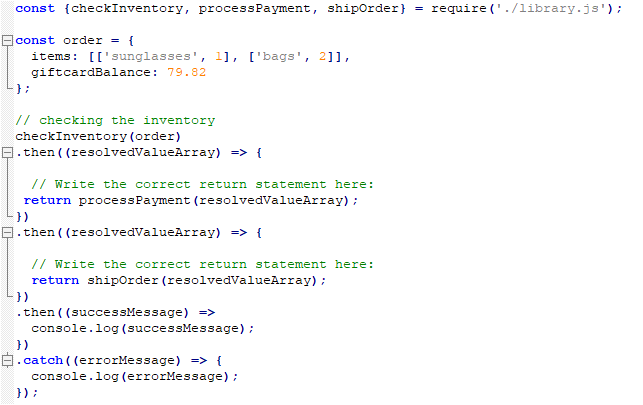 const {checkInventory, processPayment, shipOrder} = require('./library.js');

const order = {
  items: [['sunglasses', 1], ['bags', 2]],
  giftcardBalance: 79.82
};

// checking the inventory
checkInventory(order)
.then((resolvedValueArray) => {

  // Write the correct return statement here:
 return processPayment(resolvedValueArray);
})
.then((resolvedValueArray) => {

  // Write the correct return statement here:
  return shipOrder(resolvedValueArray);
})
.then((successMessage) =>
  console.log(successMessage);
})
.catch((errorMessage) => {
  console.log(errorMessage);
});